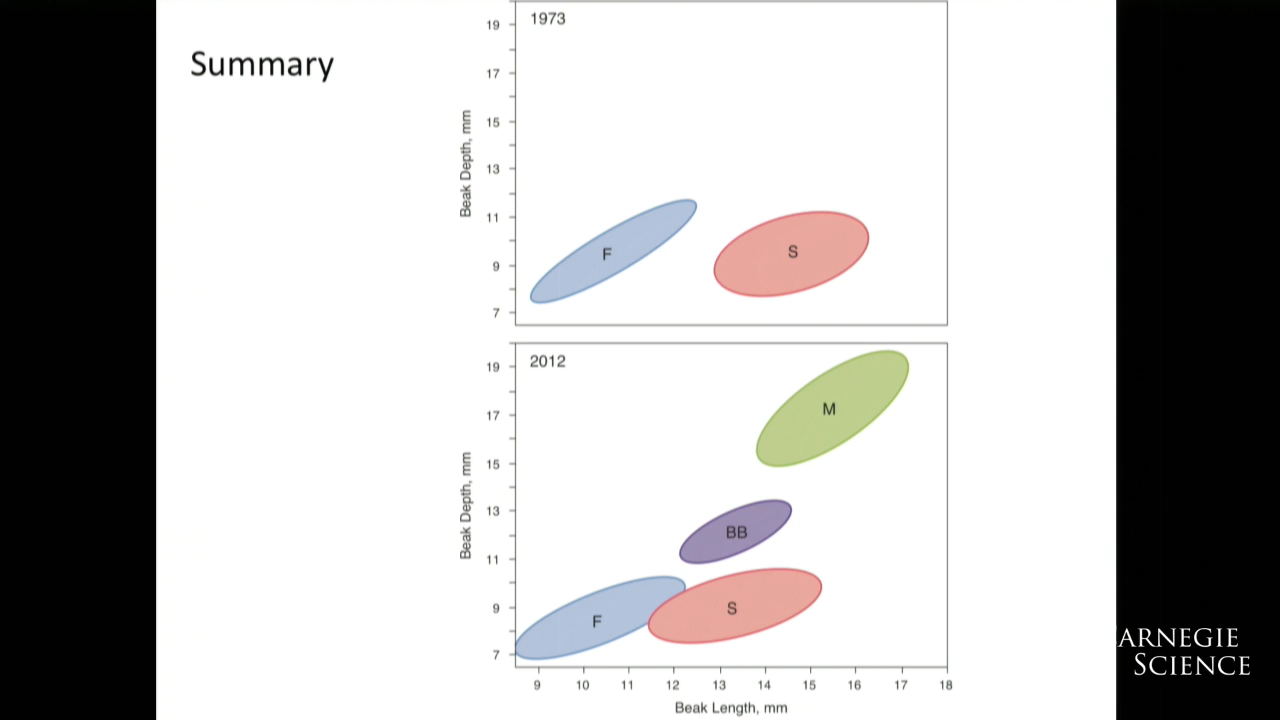 Summary
1973
19
17
15
13
11
9
7
Beak Depth, mm
F
S
2012
19
17
15
13
11
9
7
Beak Depth, mm
M
BB
F
S
9 10 11 12 13 14 15 16 17 18
Beak Length, mm
ARNEGIE
SCIENCE